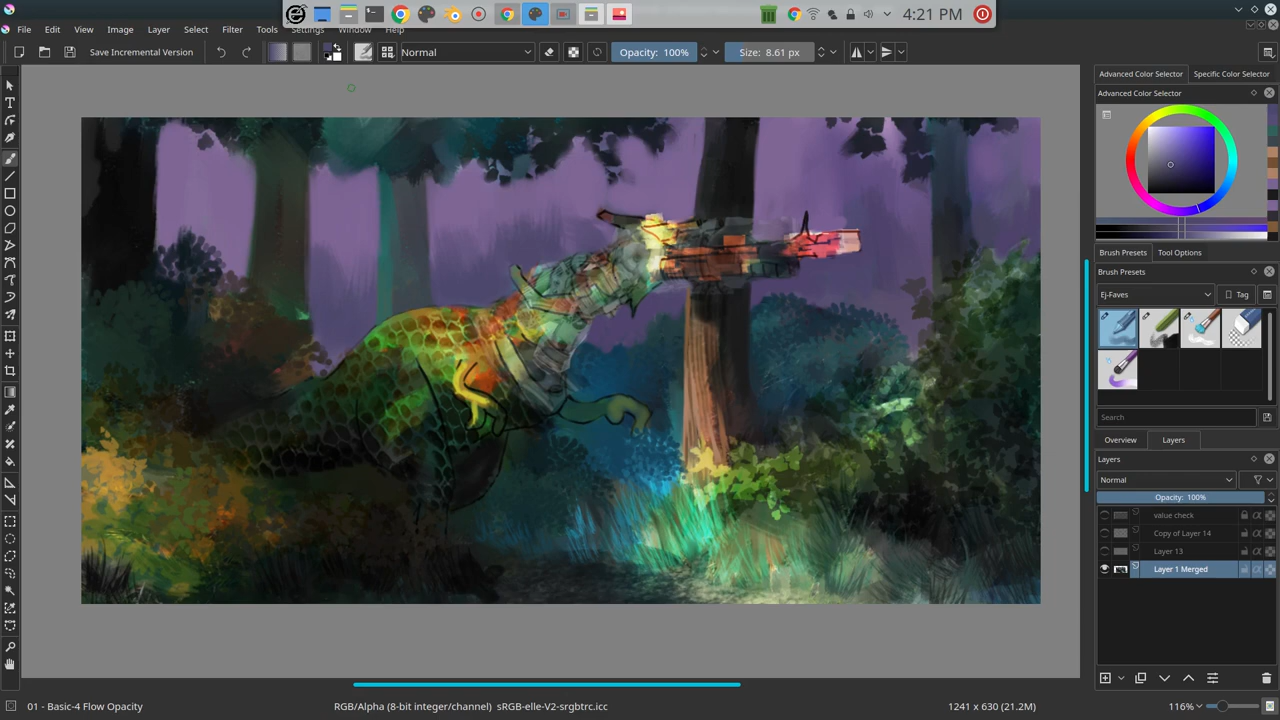 4:21 PM
File Edit View Image Layer Select Filter Tools Settings Window Help
Save Incremental Version Normal Opacity: 100% Size: 8.61 px
Advanced Color Selector Specific Color Selector
Advanced Color Selector
Brush Presets Tool Options
Brush Presets
Ej-Faves Tag
Search
Overview Layers
Layers
Normal
Opacity: 100%
value check
Copy of Layer 14
Layer 13
Layer 1 Merged
01 - Basic-4 Flow Opacity RGB/Alpha (8-bit integer/channel) sRGB-elle-V2-srgbtrc.icc 1241 x 630 (21.2M) 116%